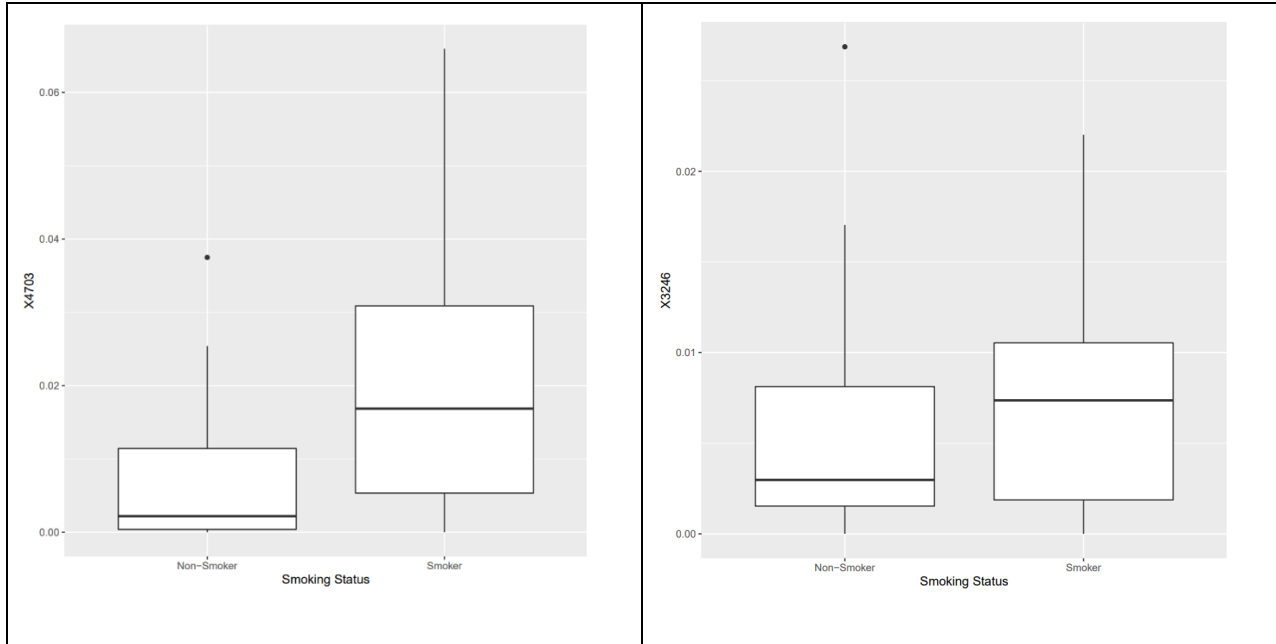 X4703
0.06
0.04
0.02
0.00
Non-Smoker
Smoker
Smoking Status
X3246
0.02
0.01
0.00
Non-Smoker
Smoker
Smoking Status